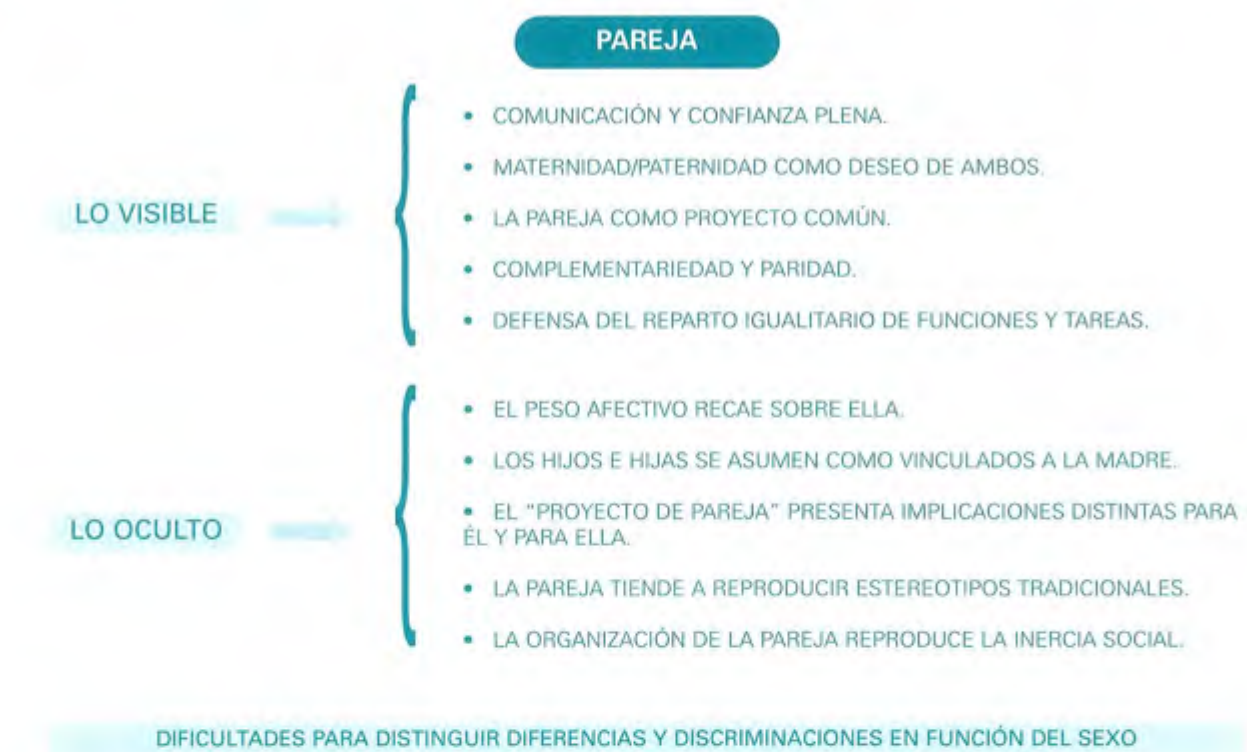 PAREJA
LO VISIBLE
• COMUNICACIÓN Y CONFIANZA PLENA.
• MATERNIDAD/PATERNIDAD COMO DESEO DE AMBOS.
• LA PAREJA COMO PROYECTO COMÚN.
• COMPLEMENTARIEDAD Y PARIDAD.
• DEFENSA DEL REPARTO IGUALITARIO DE FUNCIONES Y TAREAS.
LO OCULTO
• EL PESO AFECTIVO RECAE SOBRE ELLA.
• LOS HIJOS E HIJAS SE ASUMEN COMO VINCULADOS A LA MADRE.
• EL "PROYECTO DE PAREJA" PRESENTA IMPLICACIONES DISTINTAS PARA
ÉL Y PARA ELLA.
• LA PAREJA TIENDE A REPRODUCIR ESTEREOTIPOS TRADICIONALES.
• LA ORGANIZACIÓN DE LA PAREJA REPRODUCE LA INERCIA SOCIAL.
DIFICULTADES PARA DISTINGUIR DIFERENCIAS Y DISCRIMINACIONES EN FUNCIÓN DEL SEXO